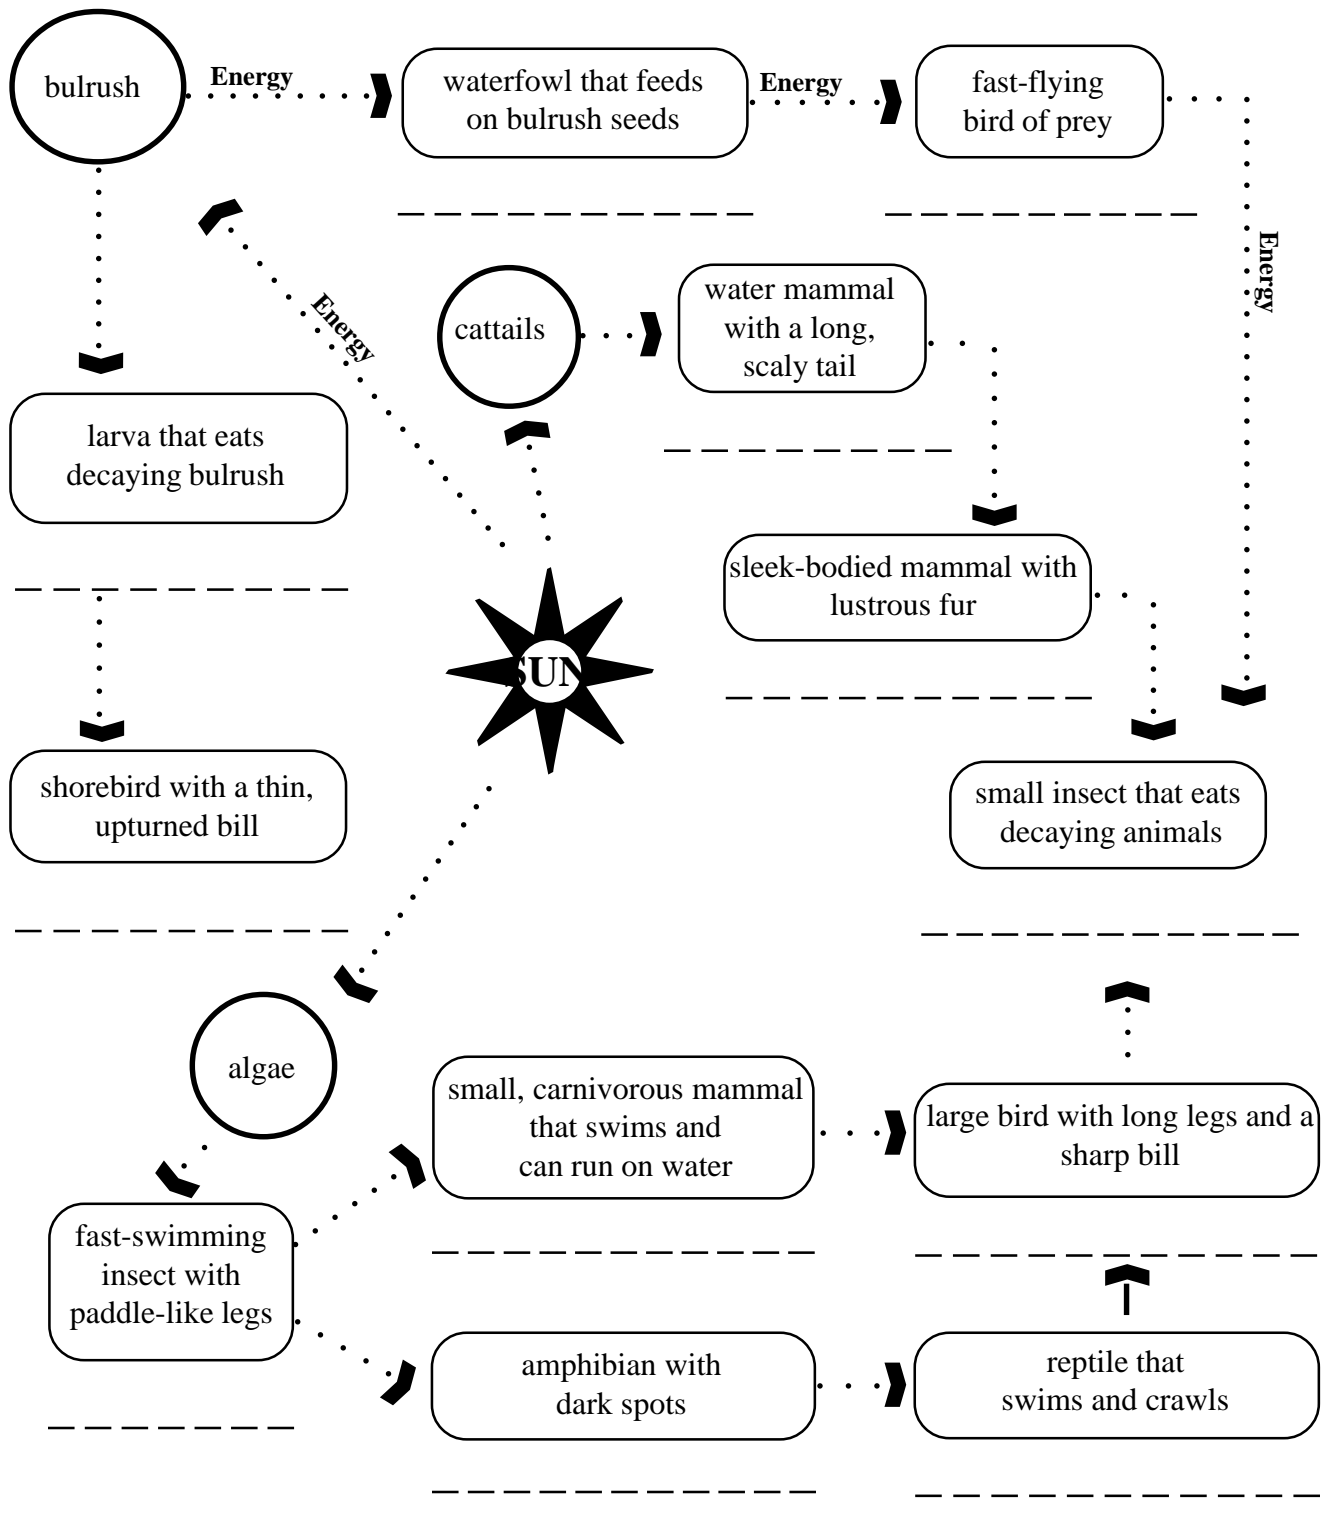 bulrush
Energy
waterfowl that feeds
on bulrush seeds
Energy
fast-flying
bird of prey
Energy
Energy
cattails
water mammal
with a long,
scaly tail
larva that eats
decaying bulrush
sleek-bodied mammal with
lustrous fur
SUN
shorebird with a thin,
upturned bill
small insect that eats
decaying animals
algae
small, carnivorous mammal
that swims and
can run on water
large bird with long legs and a
sharp bill
fast-swimming
insect with
paddle-like legs
amphibian with
dark spots
reptile that
swims and crawls